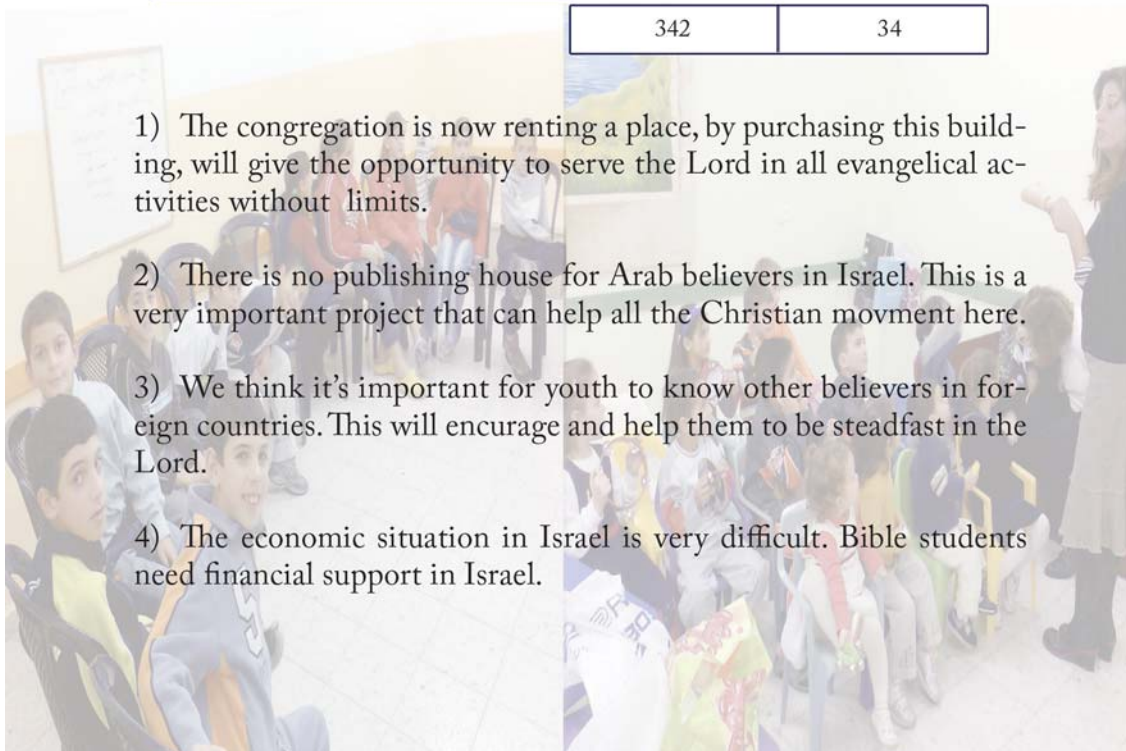 342 34
1) The congregation is now renting a place, by purchasing this build-
ing, will give the opportunity to serve the Lord in all evangelical ac-
tivities without limits.
2) There is no publishing house for Arab believers in Israel. This is a
very important project that can help all the Christian movment here.
3) We think it's important for youth to know other believers in for-
eign countries. This will encurage and help them to be steadfast in the
Lord.
4) The economic situation in Israel is very difficult. Bible students
need financial support in Israel.